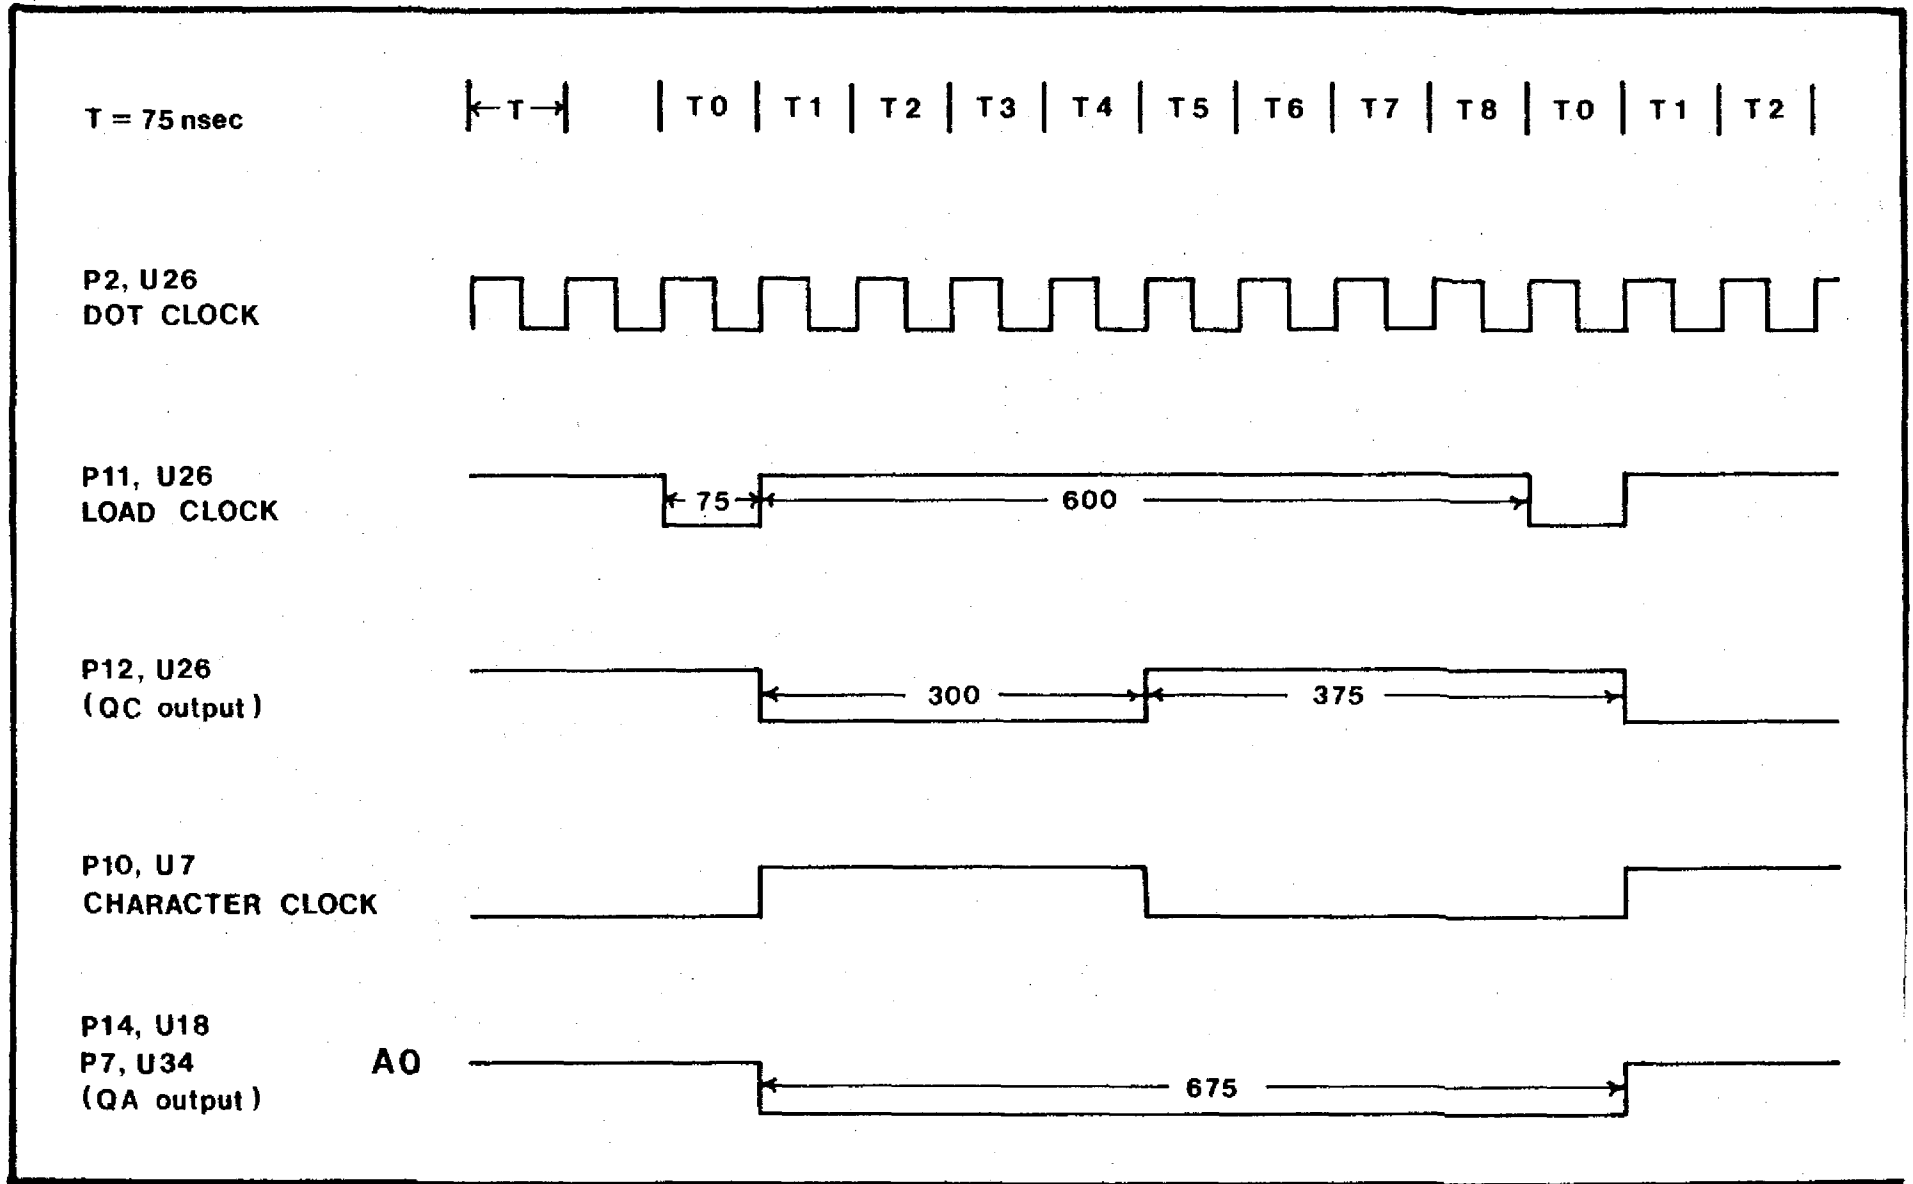 T = 75 nsec
T T0 T1 T2 T3 T4 T5 T6 T7 T8 T0 T1 T2
P2, U26
DOT CLOCK
P11, U26
LOAD CLOCK
75 600
P12, U26
(QC output)
300 375
P10, U7
CHARACTER CLOCK
P14, U18
P7, U34
(QA output)
A0
675